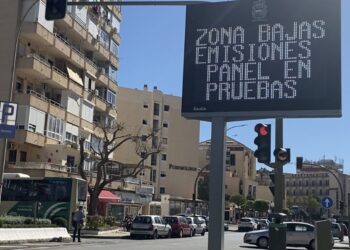 ZONA BAJAS
EMISIONES
PANEL EN
PRUEBAS
P